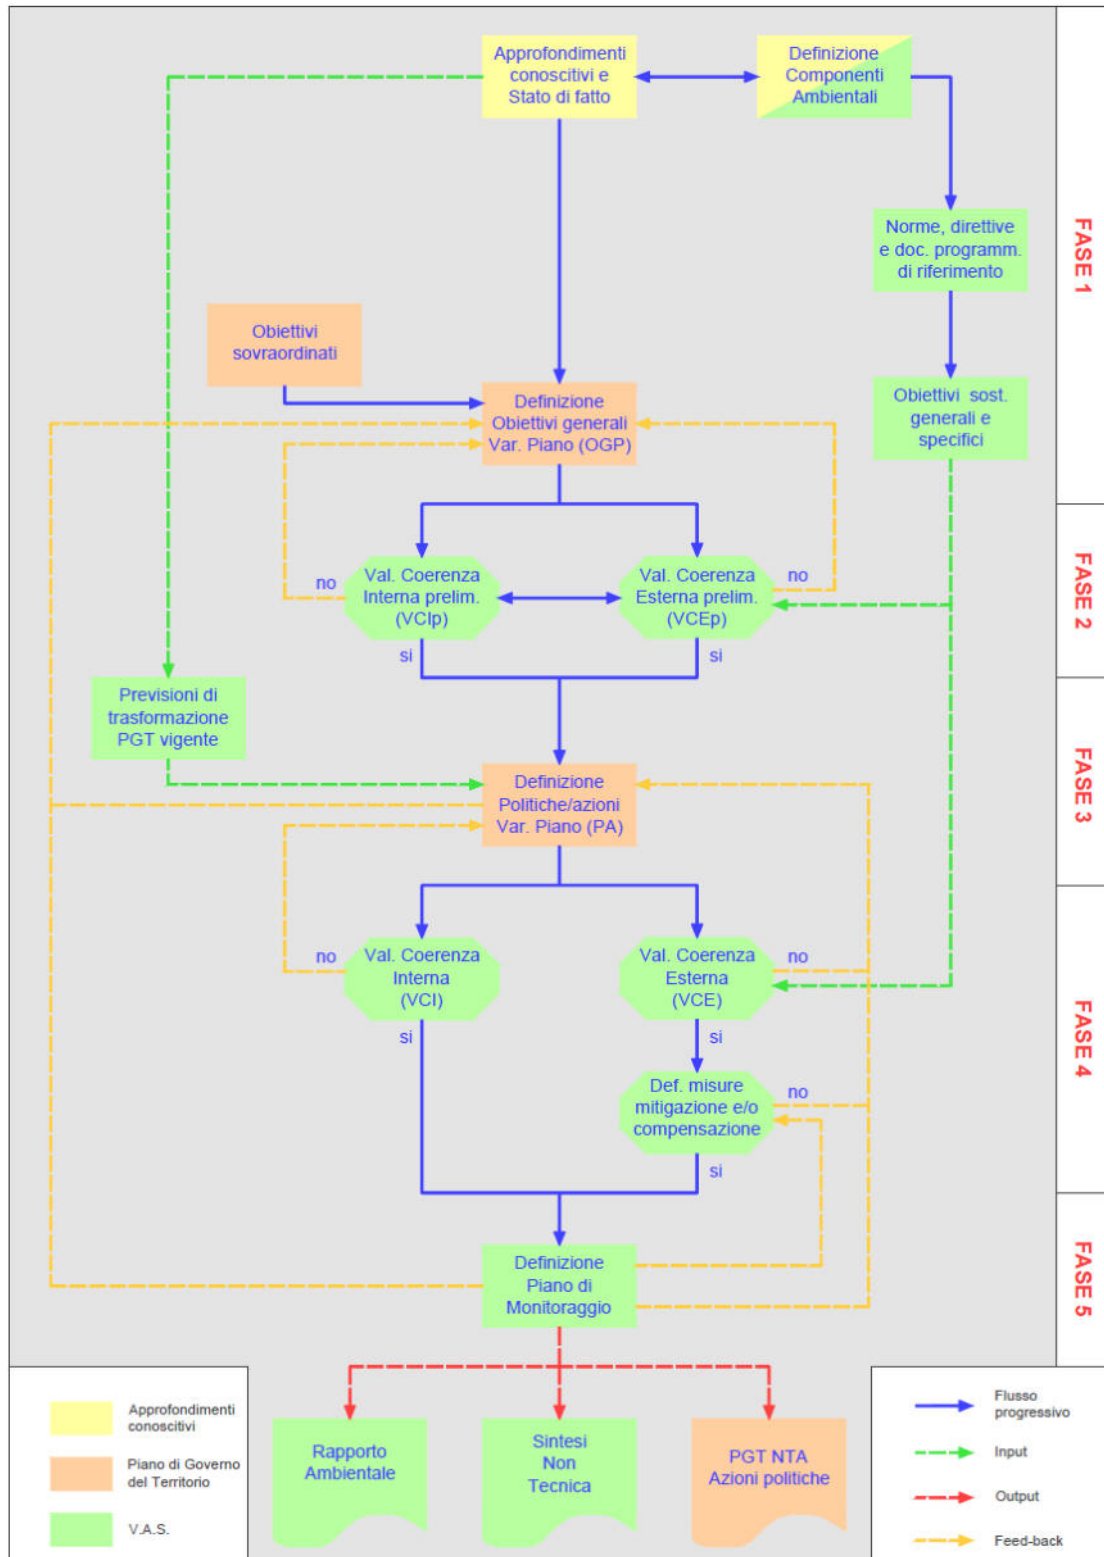 Approfondimenti
conoscitivi e
Stato di fatto
Definizione
Componenti
Ambientali
Norme, direttive
e doc. programm.
di riferimento
FASE 1
Obiettivi
sovraordinati
Obiettivi sost.
generali e
specifici
Definizione
Obiettivi generali
Var. Piano (OGP)
no
Val. Coerenza
Interna prelim.
(VCIp)
si
Val. Coerenza
Esterna prelim.
(VCEp)
no
si
FASE 2
Previsioni di
trasformazione
PGT vigente
Definizione
Politiche/azioni
Var. Piano (PA)
FASE 3
no
Val. Coerenza
Interna
(VCI)
si
Val. Coerenza
Esterna
(VCE)
no
si
Def. misure
mitigazione e/o
compensazione
no
si
FASE 4
Definizione
Piano di
Monitoraggio
FASE 5
Approfondimenti
conoscitivi
Piano di Governo
del Territorio
V.A.S.
Rapporto
Ambientale
Sintesi
Non
Tecnica
PGT NTA
Azioni politiche
Flusso
progressivo
Input
Output
Feed-back